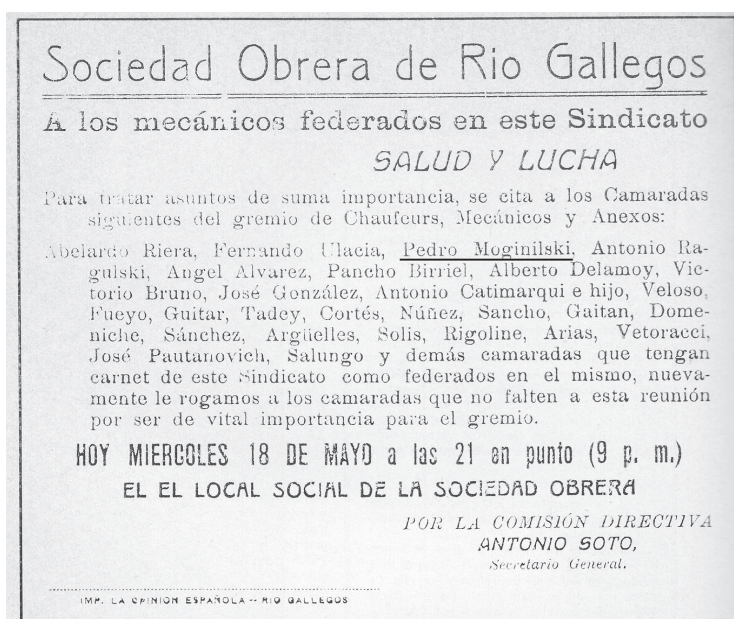 Sociedad Obrera de Rio Gallegos
A los mecánicos federados en este Sindicato
SALUD Y LUCHA
Para tratar asuntos de suma importancia, se cita a los Camaradas
siguientes del gremio de Chaufeurs, Mecánicos y Anexos:
Abelardo Riera, Fernando Ulacia, Pedro Moginilski, Antonio Ra-
gulski, Angel Alvarez, Pancho Birriel, Alberto Delamoy, Vic-
torio Bruno, José González, Antonio Catimarqui e hijo, Veloso,
Fueyo, Guitar, Tadey, Cortés, Núñez, Sancho, Gaitan, Dome-
niche, Sánchez, Argüelles, Solis, Rigoline, Arias, Vetoracci,
José Pautanovich, Salungo y demás camaradas que tengan
carnet de este Sindicato como federados en el mismo, nueva-
mente le rogamos a los camaradas que no falten a esta reunión
por ser de vital importancia para el gremio.
HOY MIERCOLES 18 DE MAYO a las 21 en punto (9 p. m.)
EL EL LOCAL SOCIAL DE LA SOCIEDAD OBRERA
POR LA COMISIÓN DIRECTIVA
ANTONIO SOTO,
Secretario General.
IMP. LA OPINION ESPAÑOLA -- RIO GALLEGOS